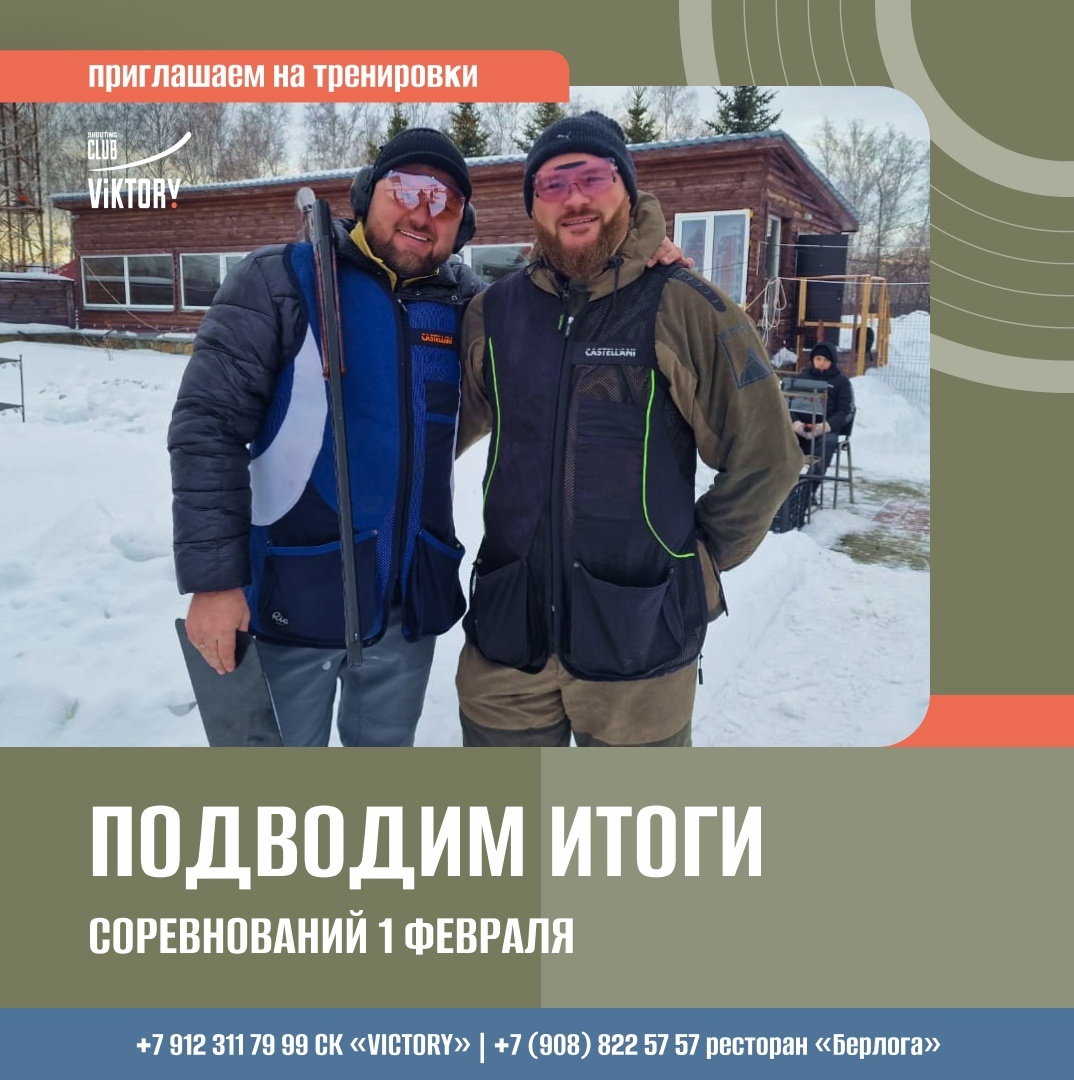 приглашаем на тренировки
SHOOTING
CLUB
ViKTORY!
CASTELLANI
CASTELLANI
Rio
ПОДВОДИМ ИТОГИ
СОРЕВНОВАНИЙ 1 ФЕВРАЛЯ
+7 912 311 79 99 СК «VICTORY» | +7 (908) 822 57 57 ресторан «Берлога»